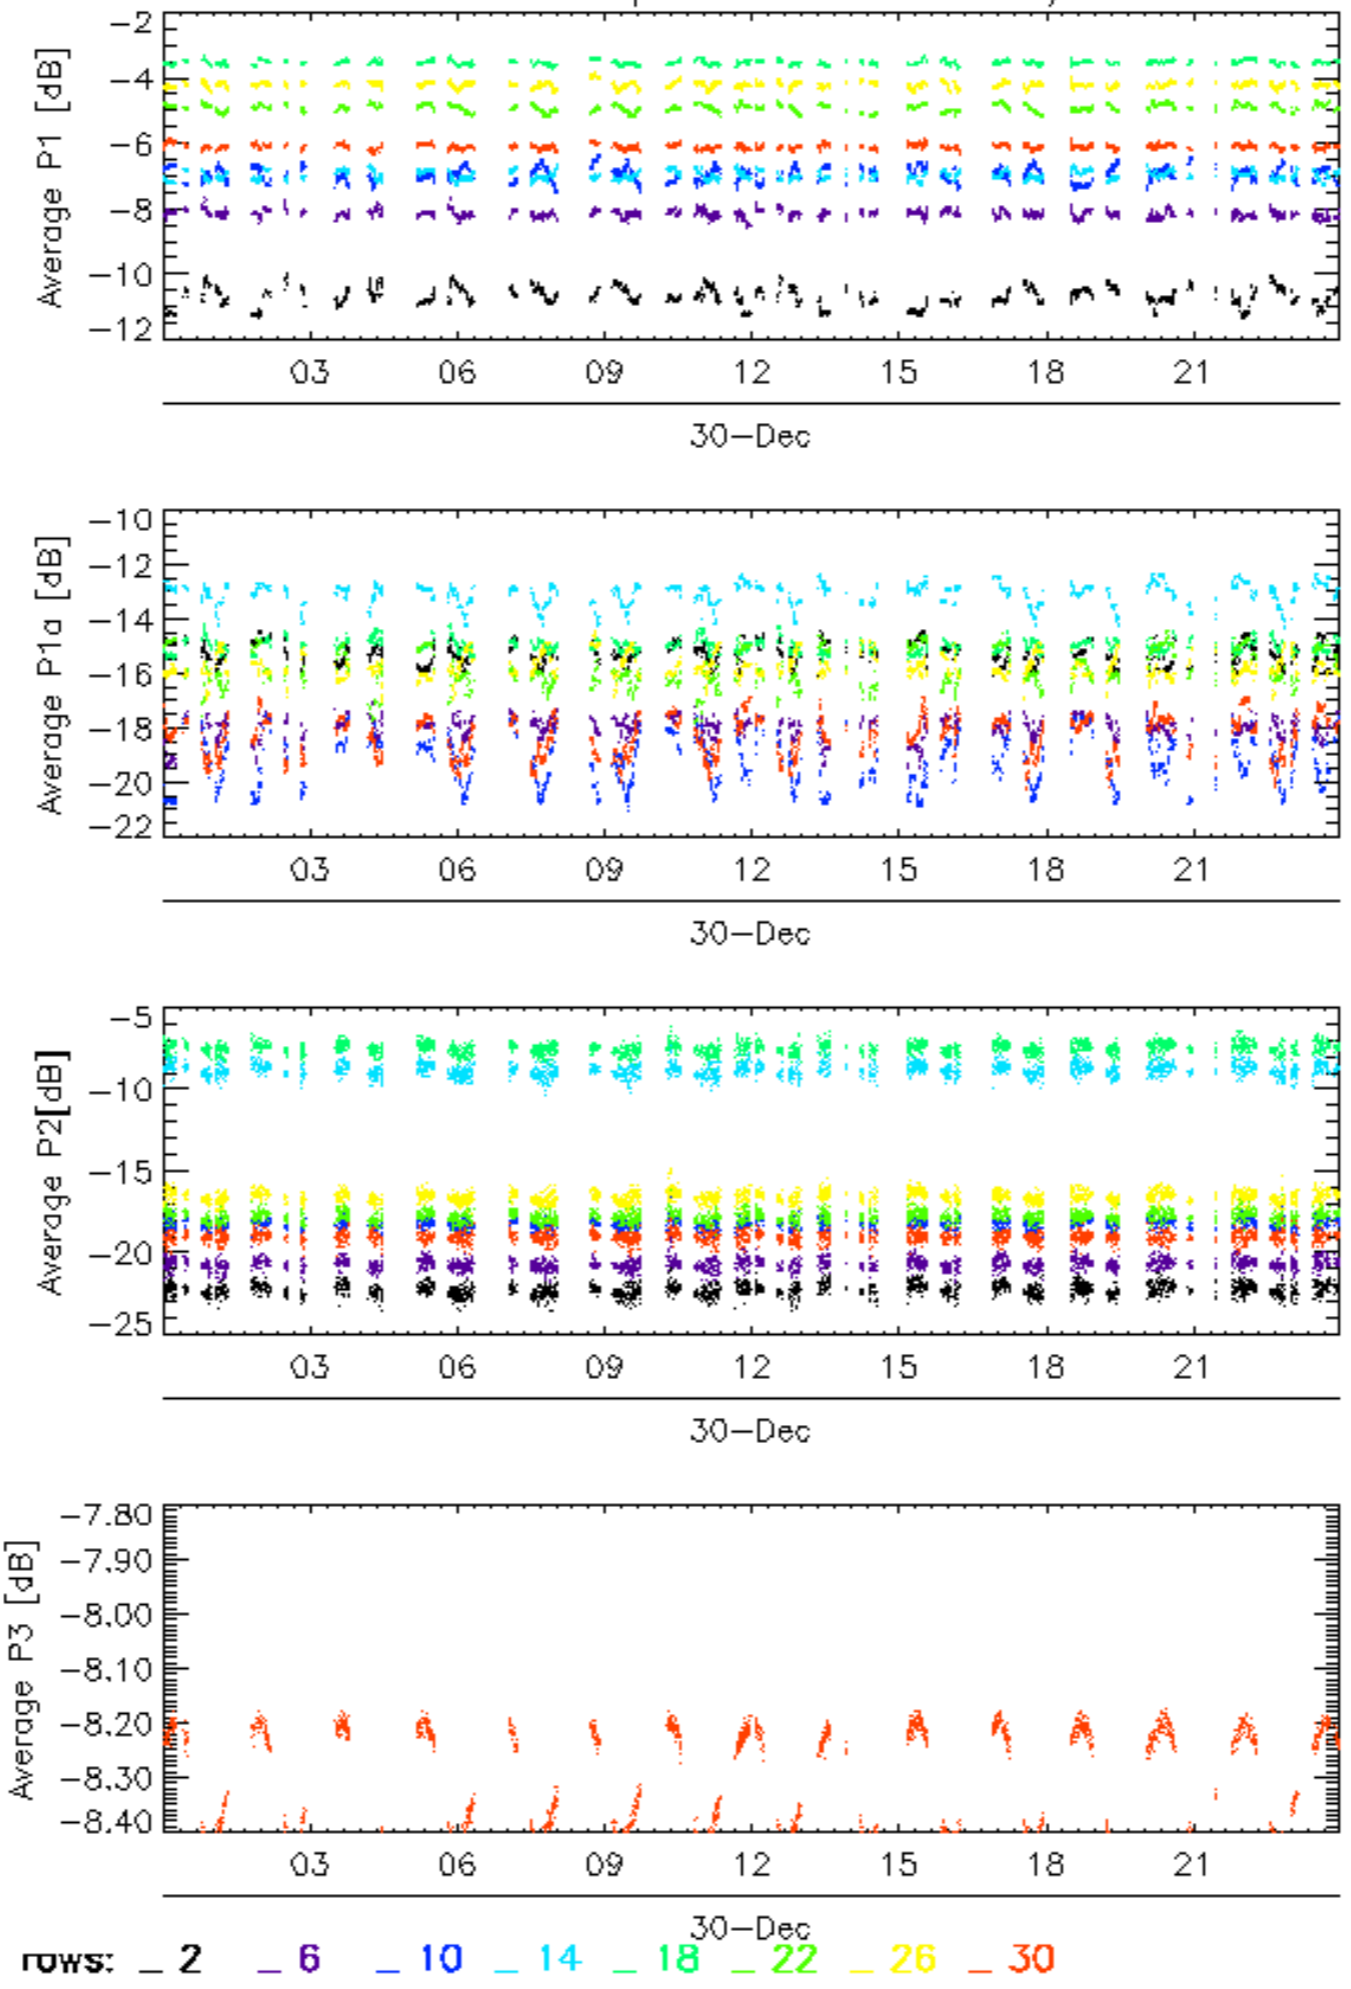 Average P1 [dB]
−2
−4
−6
−8
−10
−12
03 06 09 12 15 18 21
30−Dec
Average P1a [dB]
−10
−12
−14
−16
−18
−20
−22
03 06 09 12 15 18 21
30−Dec
Average P2[dB]
−5
−10
−15
−20
−25
03 06 09 12 15 18 21
30−Dec
Average P3 [dB]
−7.80
−7.90
−8.00
−8.10
−8.20
−8.30
−8.40
03 06 09 12 15 18 21
30−Dec
rows: _ 2 _ 6 _ 10 _ 14 _ 18 _ 22 _ 26 _ 30